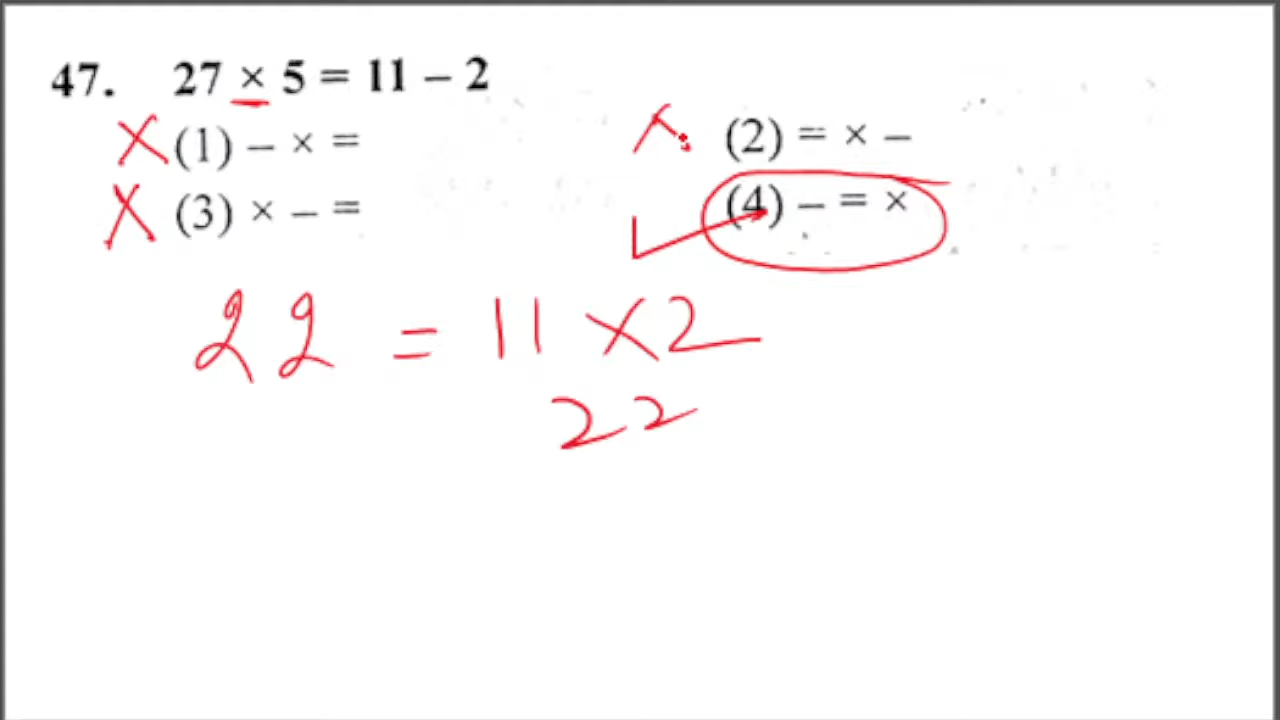 47. 27 × 5 = 11 – 2
(1) – × =
(2) = × –
(3) × – =
(4) – = ×
22 = 11 × 2
22